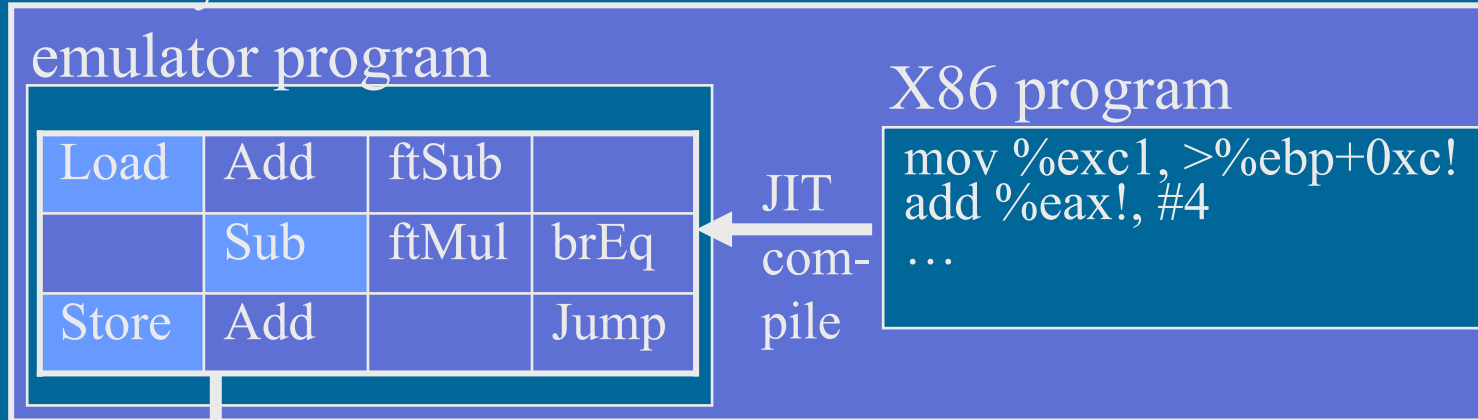 emulator program
X86 program
Load Add ftSub
Sub ftMul brEq
Store Add Jump
JIT
com-
pile
mov %exc1, >%ebp+0xc!
add %eax!, #4
…